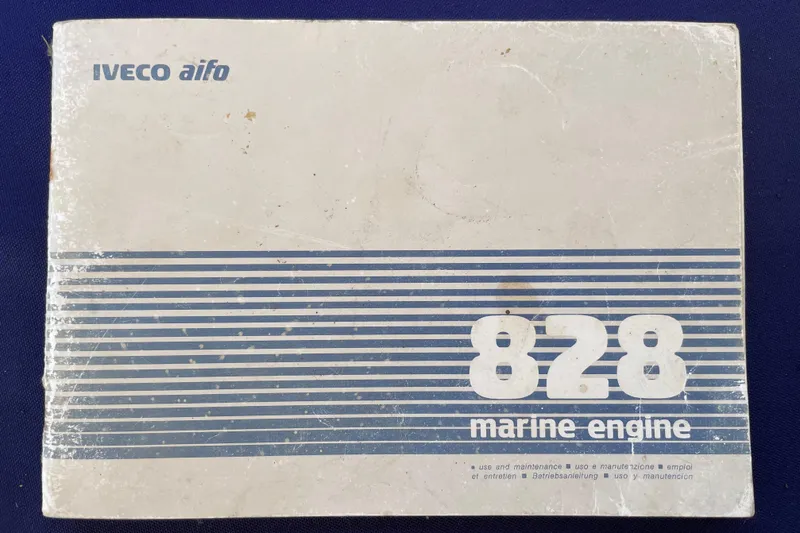 IVECO aifo
828
marine engine
■ use and maintenance ■ uso e manutenzione ■ emploi
et entretien ■ Betriebsanleitung ■ uso y manutencion